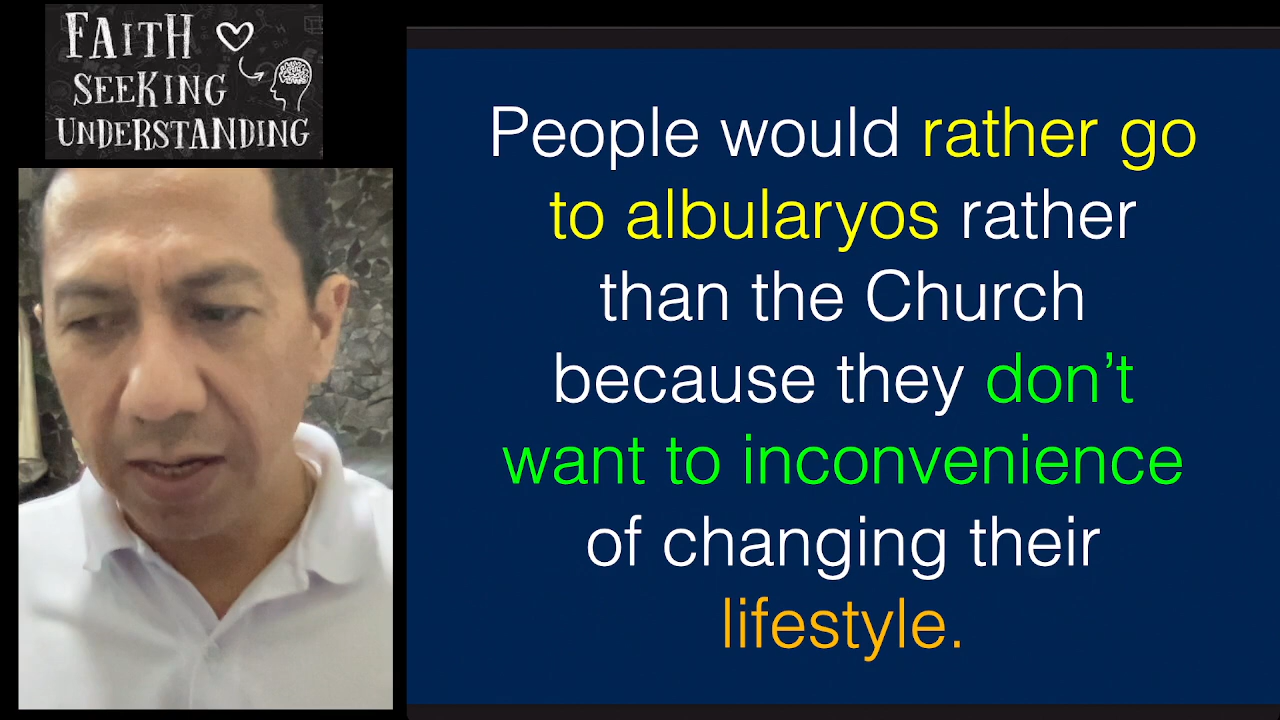 FAITH
SEEKING
UNDERSTANDING
People would rather go
to albularyos rather
than the Church
because they don’t
want to inconvenience
of changing their
lifestyle.